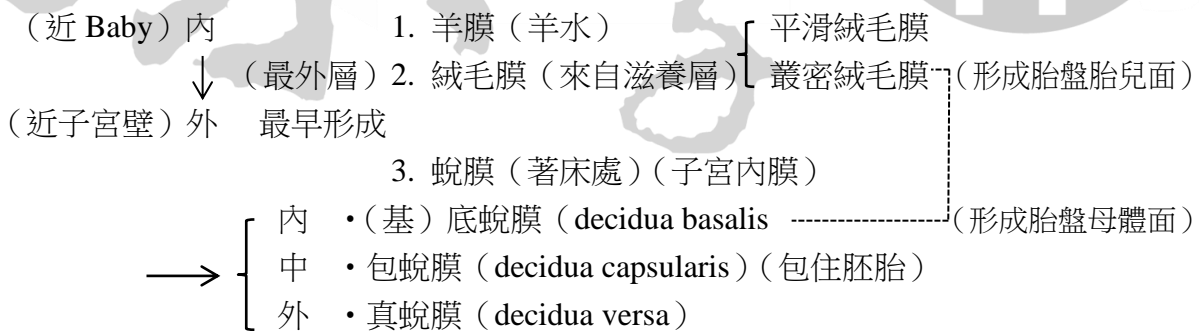 （近 Baby）內 1. 羊膜（羊水） 平滑絨毛膜
（最外層）2. 絨毛膜（來自滋養層） 叢密絨毛膜 （形成胎盤胎兒面）
（近子宮壁）外 最早形成
3. 蛻膜（著床處）（子宮內膜）
內 ・（基）底蛻膜（decidua basalis （形成胎盤母體面）
中 ・包蛻膜（decidua capsularis）（包住胚胎）
外 ・真蛻膜（decidua versa）